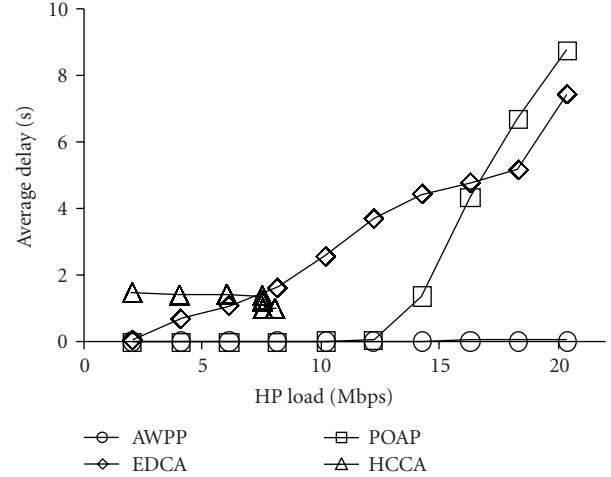 10
8
6
4
2
0
Average delay (s)
0 5 10 15 20
HP load (Mbps)
AWPP POAP
EDCA HCCA